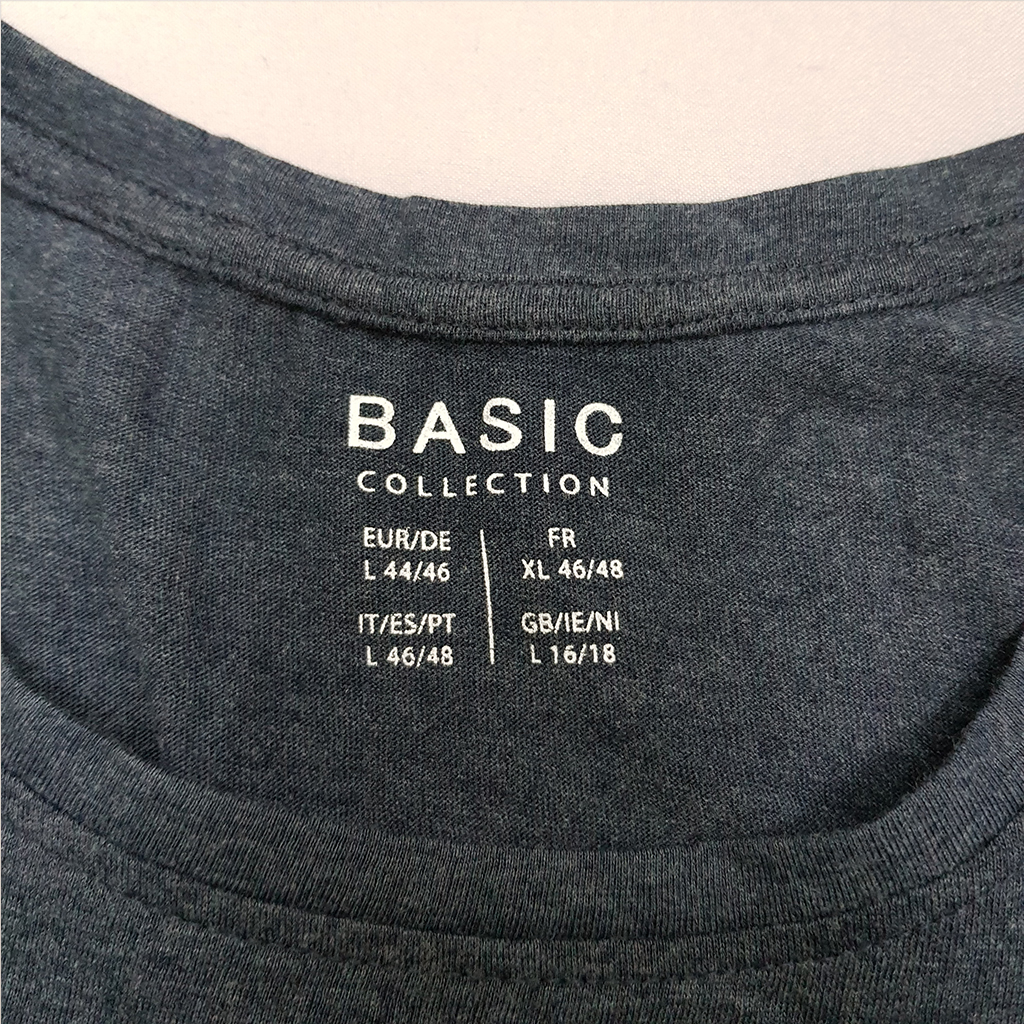 BASIC
COLLECTION
EUR/DE
L 44/46
FR
XL 46/48
IT/ES/PT
L 46/48
GB/IE/NI
L 16/18